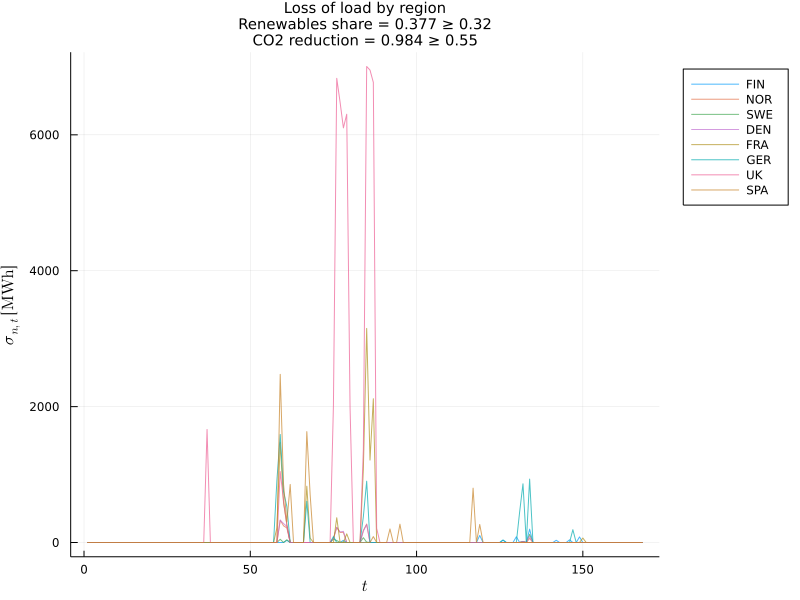 Loss of load by region
Renewables share = 0.377 ≥ 0.32
CO2 reduction = 0.984 ≥ 0.55
σn,t [MWh]
6000
4000
2000
0
0 50 100 150
t
FIN
NOR
SWE
DEN
FRA
GER
UK
SPA